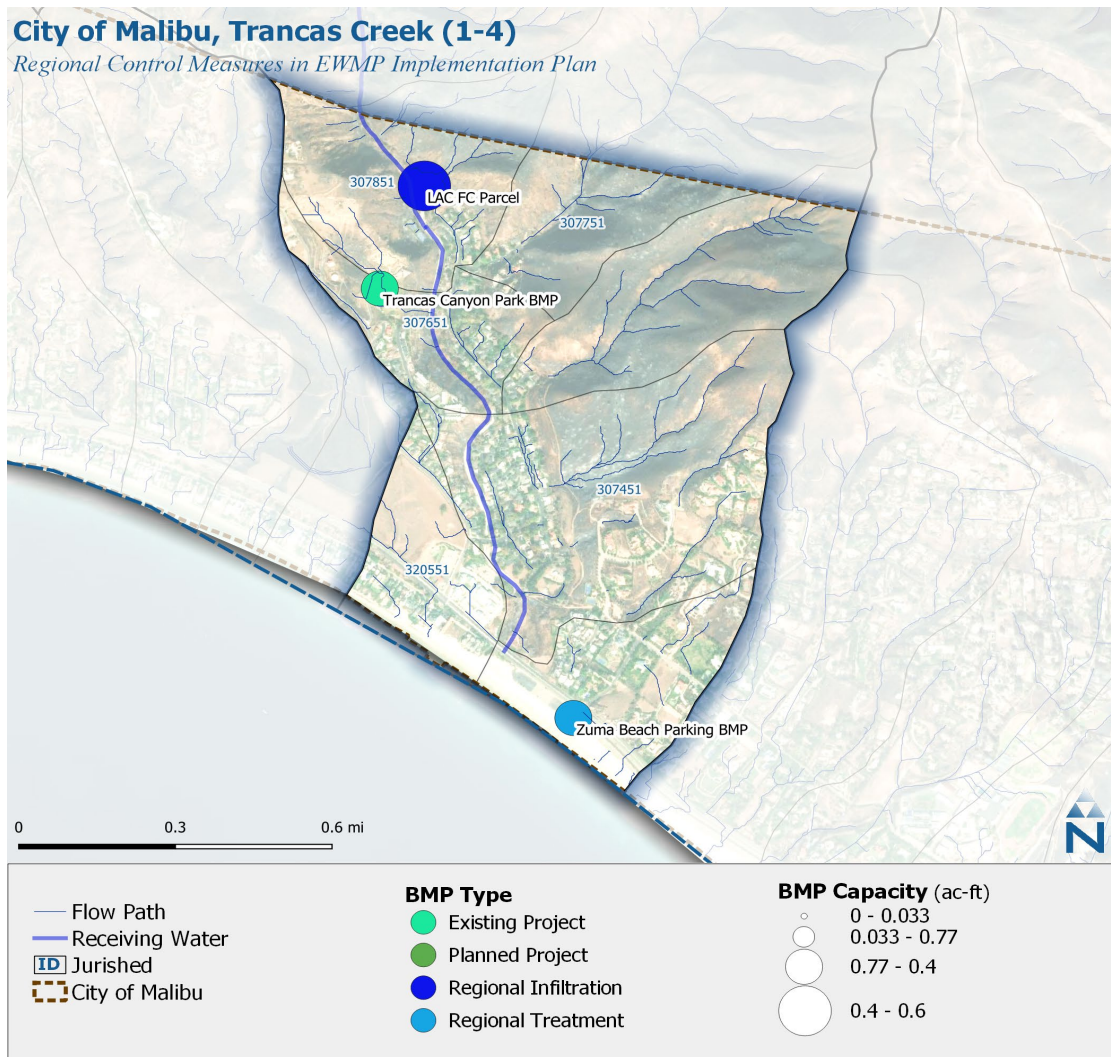 City of Malibu, Trancas Creek (1-4)
Regional Control Measures in EWMP Implementation Plan
307851
LAC FC Parcel
307751
Trancas Canyon Park BMP
307651
307451
320551
Zuma Beach Parking BMP
0 0.3 0.6 mi
N
Flow Path
Receiving Water
ID Jurished
City of Malibu
BMP Type
Existing Project
Planned Project
Regional Infiltration
Regional Treatment
BMP Capacity (ac-ft)
0 - 0.033
0.033 - 0.77
0.77 - 0.4
0.4 - 0.6